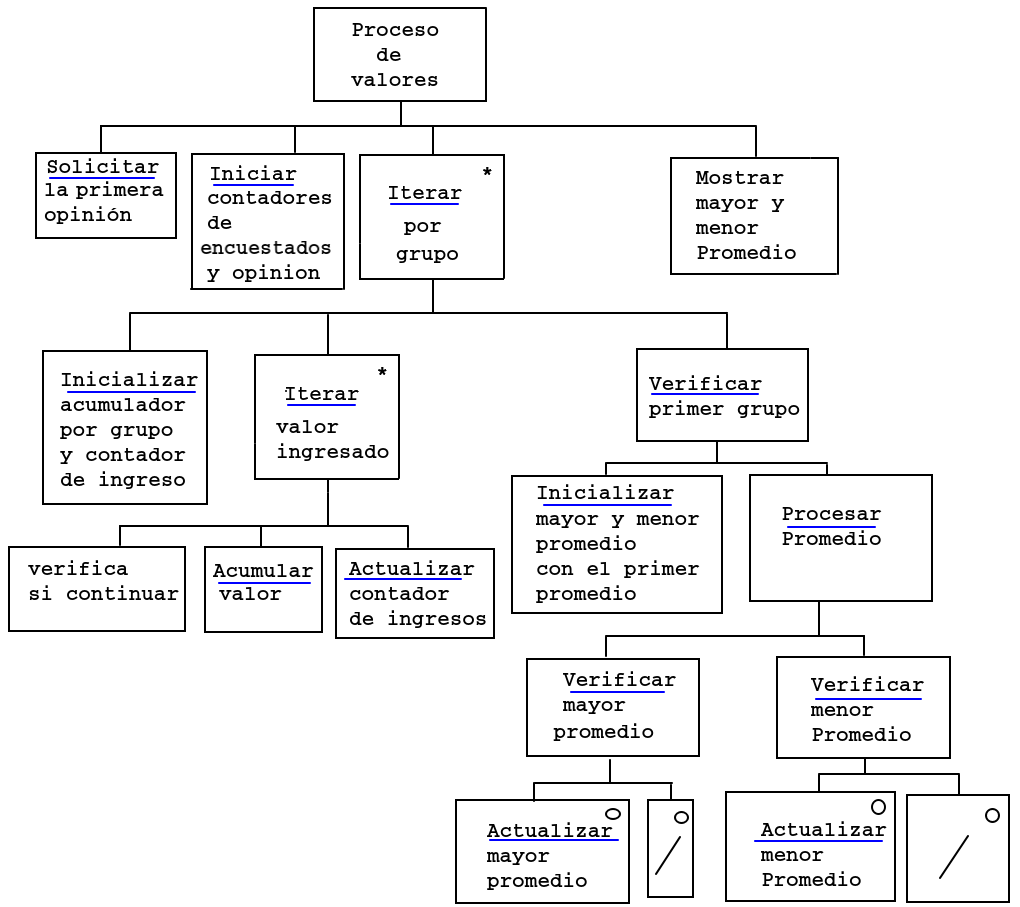 Proceso
de
valores
Solicitar
la primera
opinión
Iniciar
contadores
de
encuestados
y opinion
*
Iterar
por
grupo
Mostrar
mayor y
menor
Promedio
Inicializar
acumulador
por grupo
y contador
de ingreso
*
Iterar
valor
ingresado
Verificar
primer grupo
verifica
si continuar
Acumular
valor
Actualizar
contador
de ingresos
Inicializar
mayor y menor
promedio
con el primer
promedio
Procesar
Promedio
Verificar
mayor
promedio
Verificar
menor
Promedio
Actualizar
mayor
promedio
Actualizar
menor
Promedio